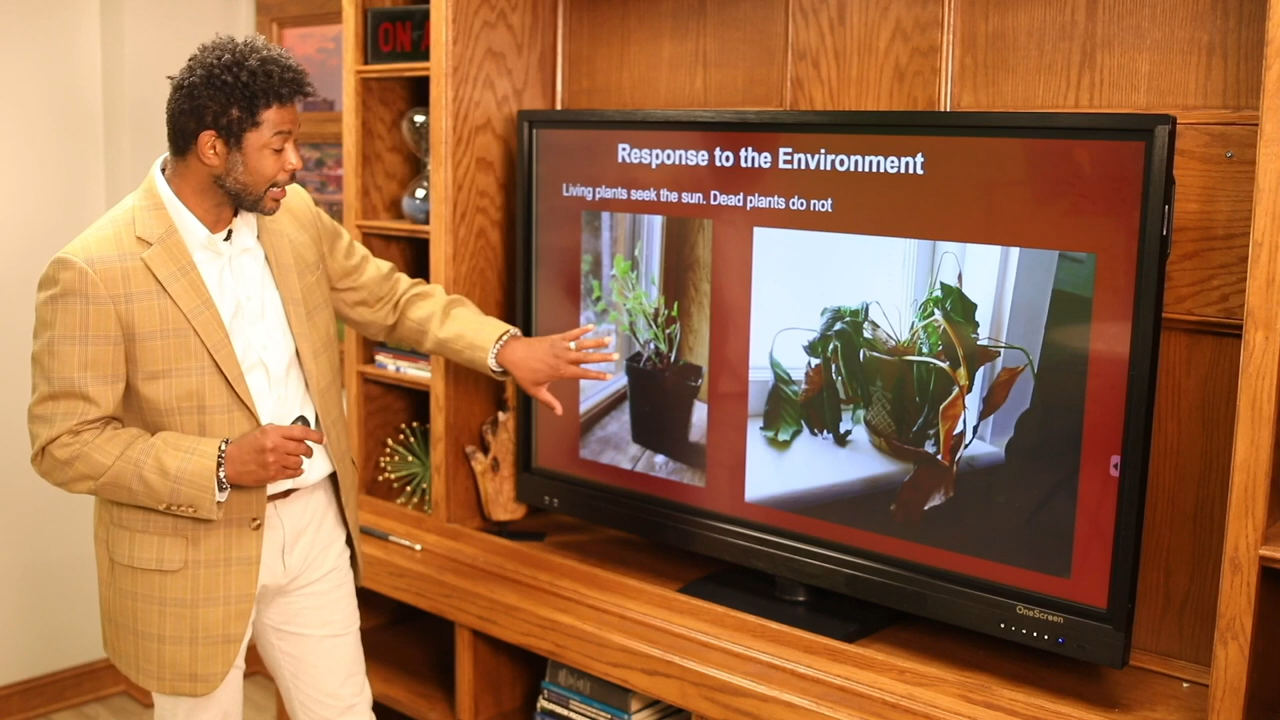 ON A
Response to the Environment
Living plants seek the sun. Dead plants do not
OneScreen